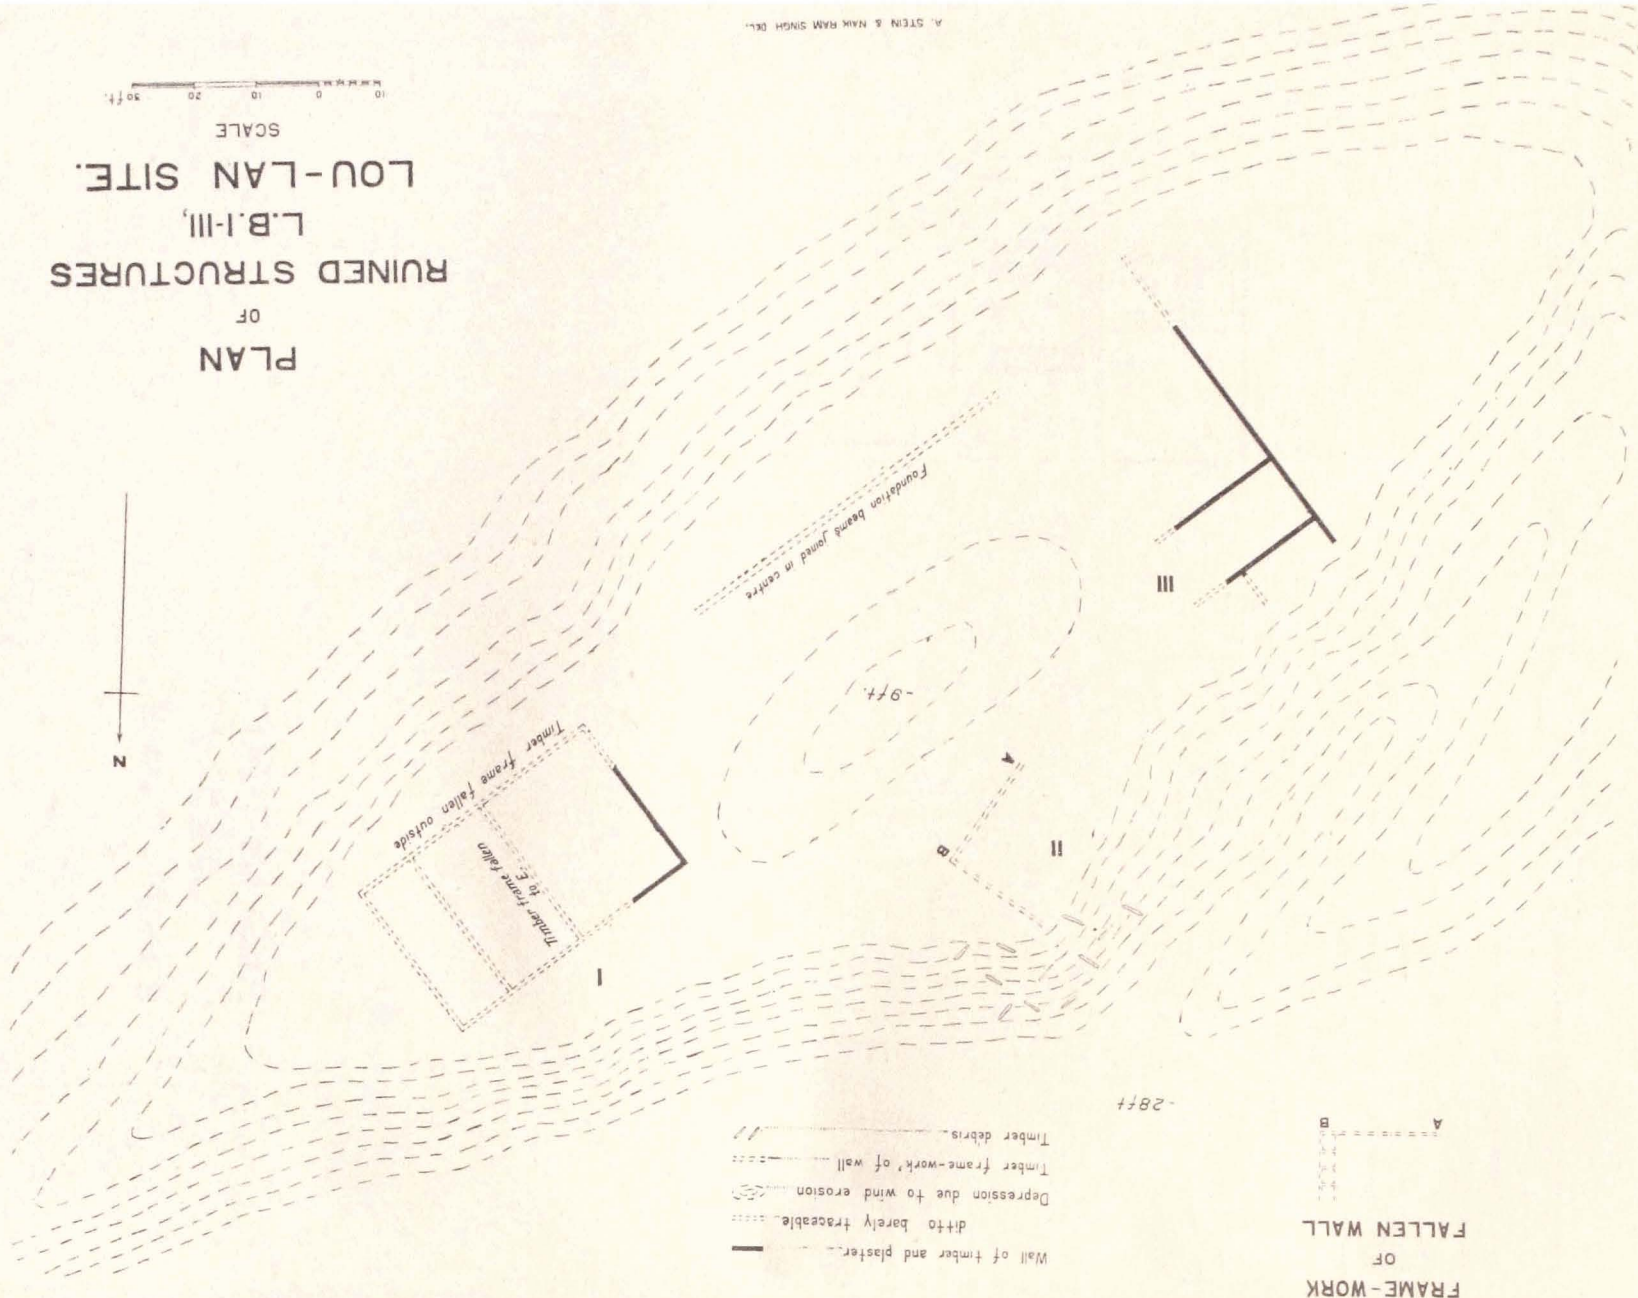 FRAME-WORK
OF
FALLEN WALL
A B
Wall of timber and plaster
ditto barely traceable
Depression due to wind erosion
Timber frame-work of wall
Timber débris
-28ft
I
II
III
Timber frame fallen
to E.
Timber frame fallen outside
B
A
-9ft.
Foundation beams joined in centre
N
PLAN
OF
RUINED STRUCTURES
L.B.I-III,
LOU-LAN SITE.
SCALE
10 0 10 20 30 ft.
A. STEIN & NAIK RAM SINGH DEL.